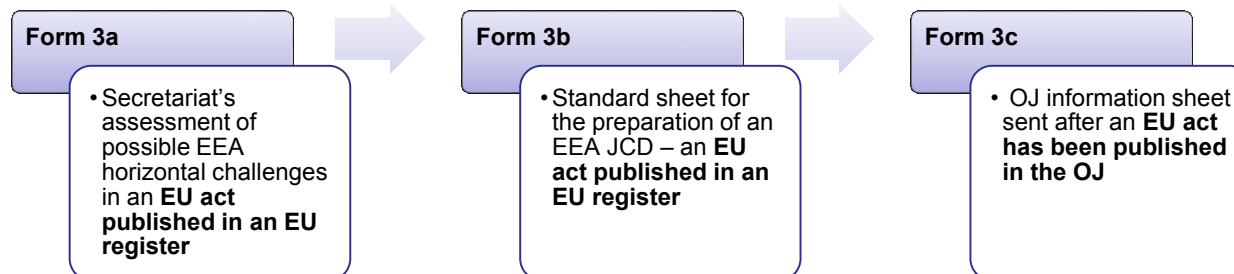 Form 3a
• Secretariat's
assessment of
possible EEA
horizontal challenges
in an EU act
published in an EU
register
Form 3b
• Standard sheet for
the preparation of an
EEA JCD – an EU
act published in an
EU register
Form 3c
• OJ information sheet
sent after an EU act
has been published
in the OJ